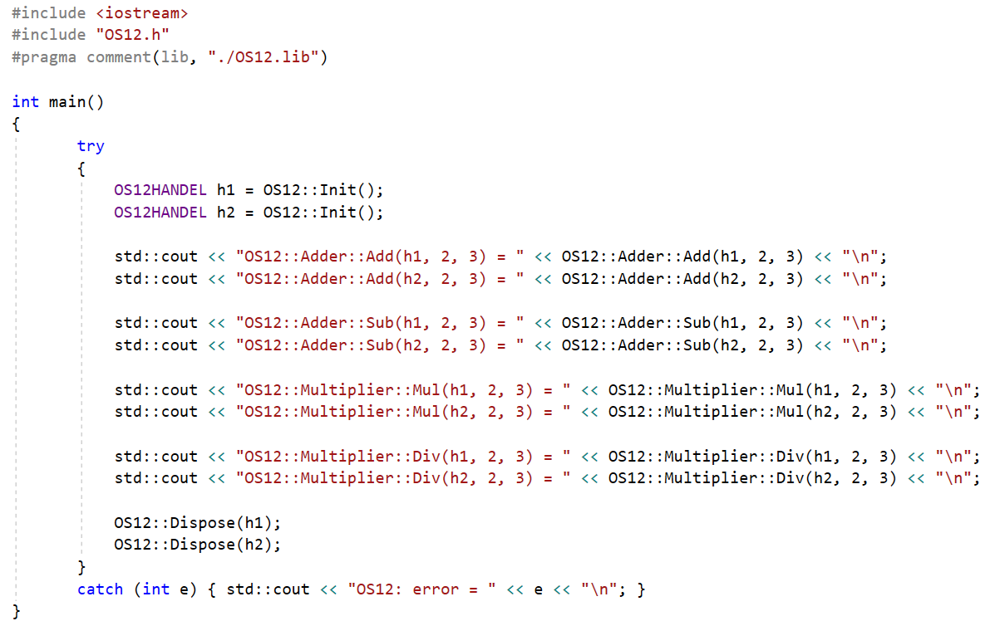 #include <iostream>
#include "OS12.h"
#pragma comment(lib, "./OS12.lib")

int main()
{
       try
       {
           OS12HANDEL h1 = OS12::Init();
           OS12HANDEL h2 = OS12::Init();

           std::cout << "OS12::Adder::Add(h1, 2, 3) = " << OS12::Adder::Add(h1, 2, 3) << "\n";
           std::cout << "OS12::Adder::Add(h2, 2, 3) = " << OS12::Adder::Add(h2, 2, 3) << "\n";

           std::cout << "OS12::Adder::Sub(h1, 2, 3) = " << OS12::Adder::Sub(h1, 2, 3) << "\n";
           std::cout << "OS12::Adder::Sub(h2, 2, 3) = " << OS12::Adder::Sub(h2, 2, 3) << "\n";

           std::cout << "OS12::Multiplier::Mul(h1, 2, 3) = " << OS12::Multiplier::Mul(h1, 2, 3) << "\n";
           std::cout << "OS12::Multiplier::Mul(h2, 2, 3) = " << OS12::Multiplier::Mul(h2, 2, 3) << "\n";

           std::cout << "OS12::Multiplier::Div(h1, 2, 3) = " << OS12::Multiplier::Div(h1, 2, 3) << "\n";
           std::cout << "OS12::Multiplier::Div(h2, 2, 3) = " << OS12::Multiplier::Div(h2, 2, 3) << "\n";

           OS12::Dispose(h1);
           OS12::Dispose(h2);
       }
       catch (int e) { std::cout << "OS12: error = " << e << "\n"; }
}